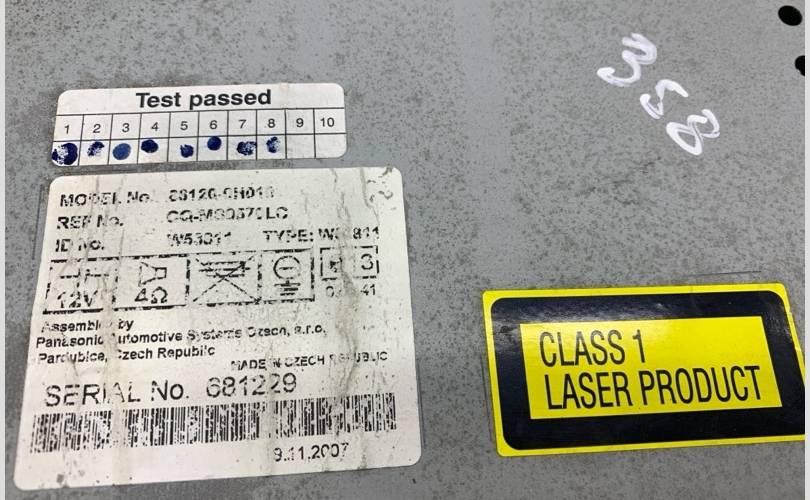 Test passed
1 2 3 4 5 6 7 8 9 10
MODEL No.
REF No.
ID No. TYPE:
12V 4Ω 3
Assembled by
Panasonic Automotive Systems Czech, s.r.o.
Pardubice, Czech Republic
MADE IN CZECH REPUBLIC
SERIAL No. 681229
9.11.2007
CLASS 1
LASER PRODUCT